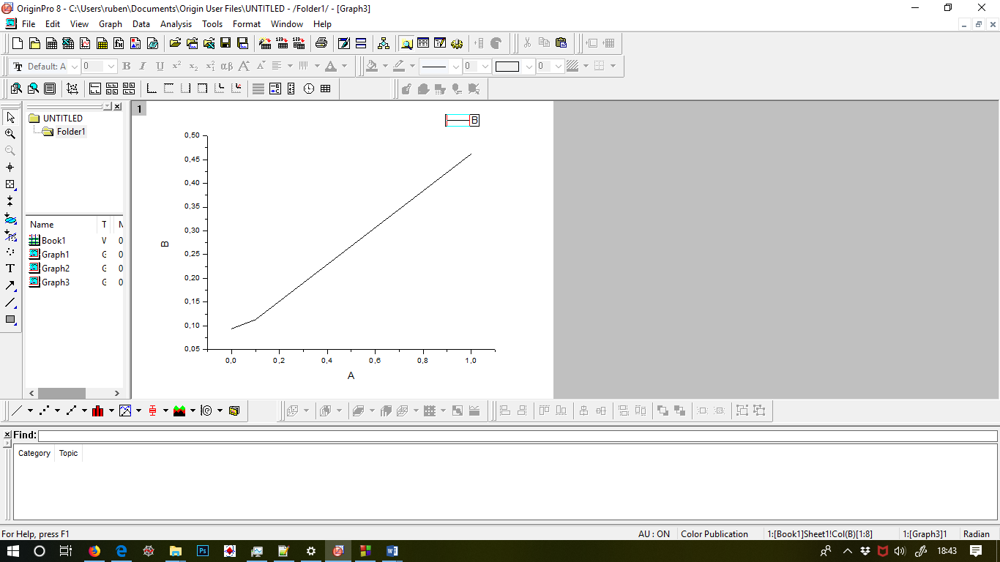 OriginPro 8 - C:\Users\ruben\Documents\Origin User Files\UNTITLED - /Folder1/ - [Graph3]
File Edit View Graph Data Analysis Tools Format Window Help
Default: A 0 B I U x² x₂ αβ A A A 0 0
UNTITLED
Folder1
Name T N
Book1 V 0
Graph1 G 0
Graph2 G 0
Graph3 G 0
1
B
0,50
0,45
0,40
0,35
0,30
0,25
0,20
0,15
0,10
0,05
B
0,0 0,2 0,4 0,6 0,8 1,0
A
Find:
Category Topic
For Help, press F1 AU : ON Color Publication 1:[Book1]Sheet1!Col(B)[1:8] 1:[Graph3]1 Radian
18:43